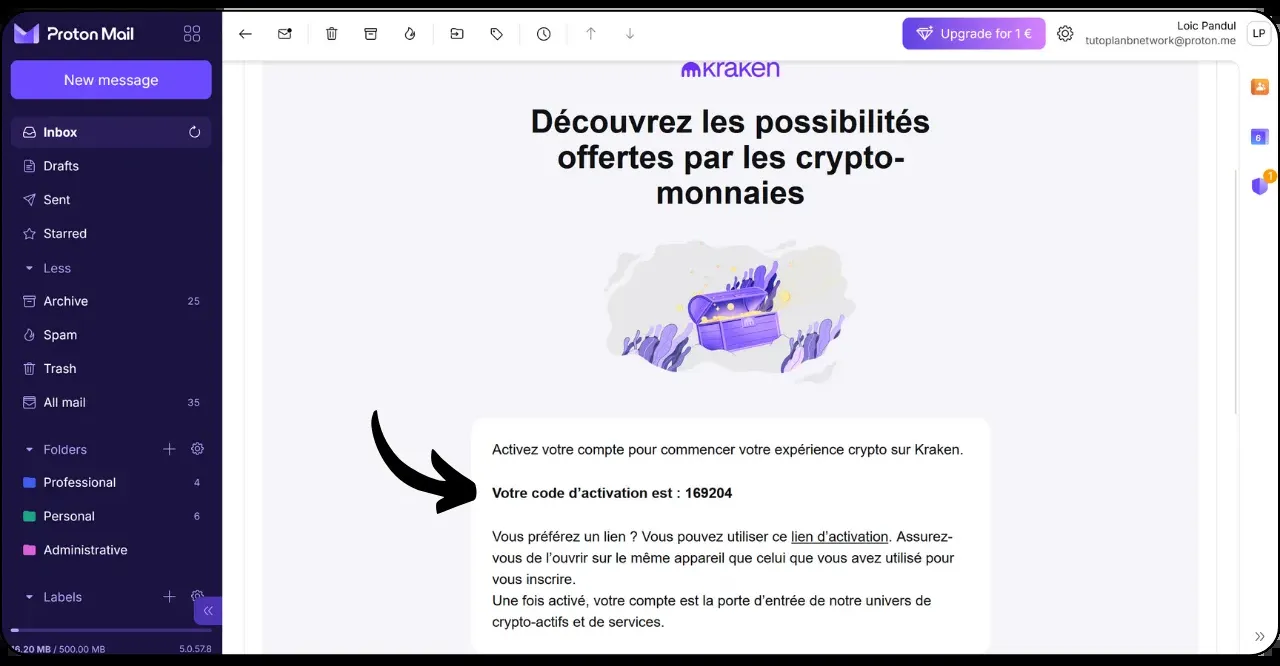 Proton Mail
New message
Inbox
Drafts
Sent
Starred
Less
Archive 25
Spam
Trash
All mail 35
Folders
Professional 4
Personal 6
Administrative
Labels
6.20 MB / 500.00 MB 5.0.57.8
Upgrade for 1 €
Loic Pandul
tutoplanbnetwork@proton.me
LP
6
1
kraken
Découvrez les possibilités
offertes par les crypto-
monnaies
Activez votre compte pour commencer votre expérience crypto sur Kraken.
Votre code d’activation est : 169204
Vous préférez un lien ? Vous pouvez utiliser ce lien d’activation. Assurez-
vous de l’ouvrir sur le même appareil que celui que vous avez utilisé pour
vous inscrire.
Une fois activé, votre compte est la porte d’entrée de notre univers de
crypto-actifs et de services.